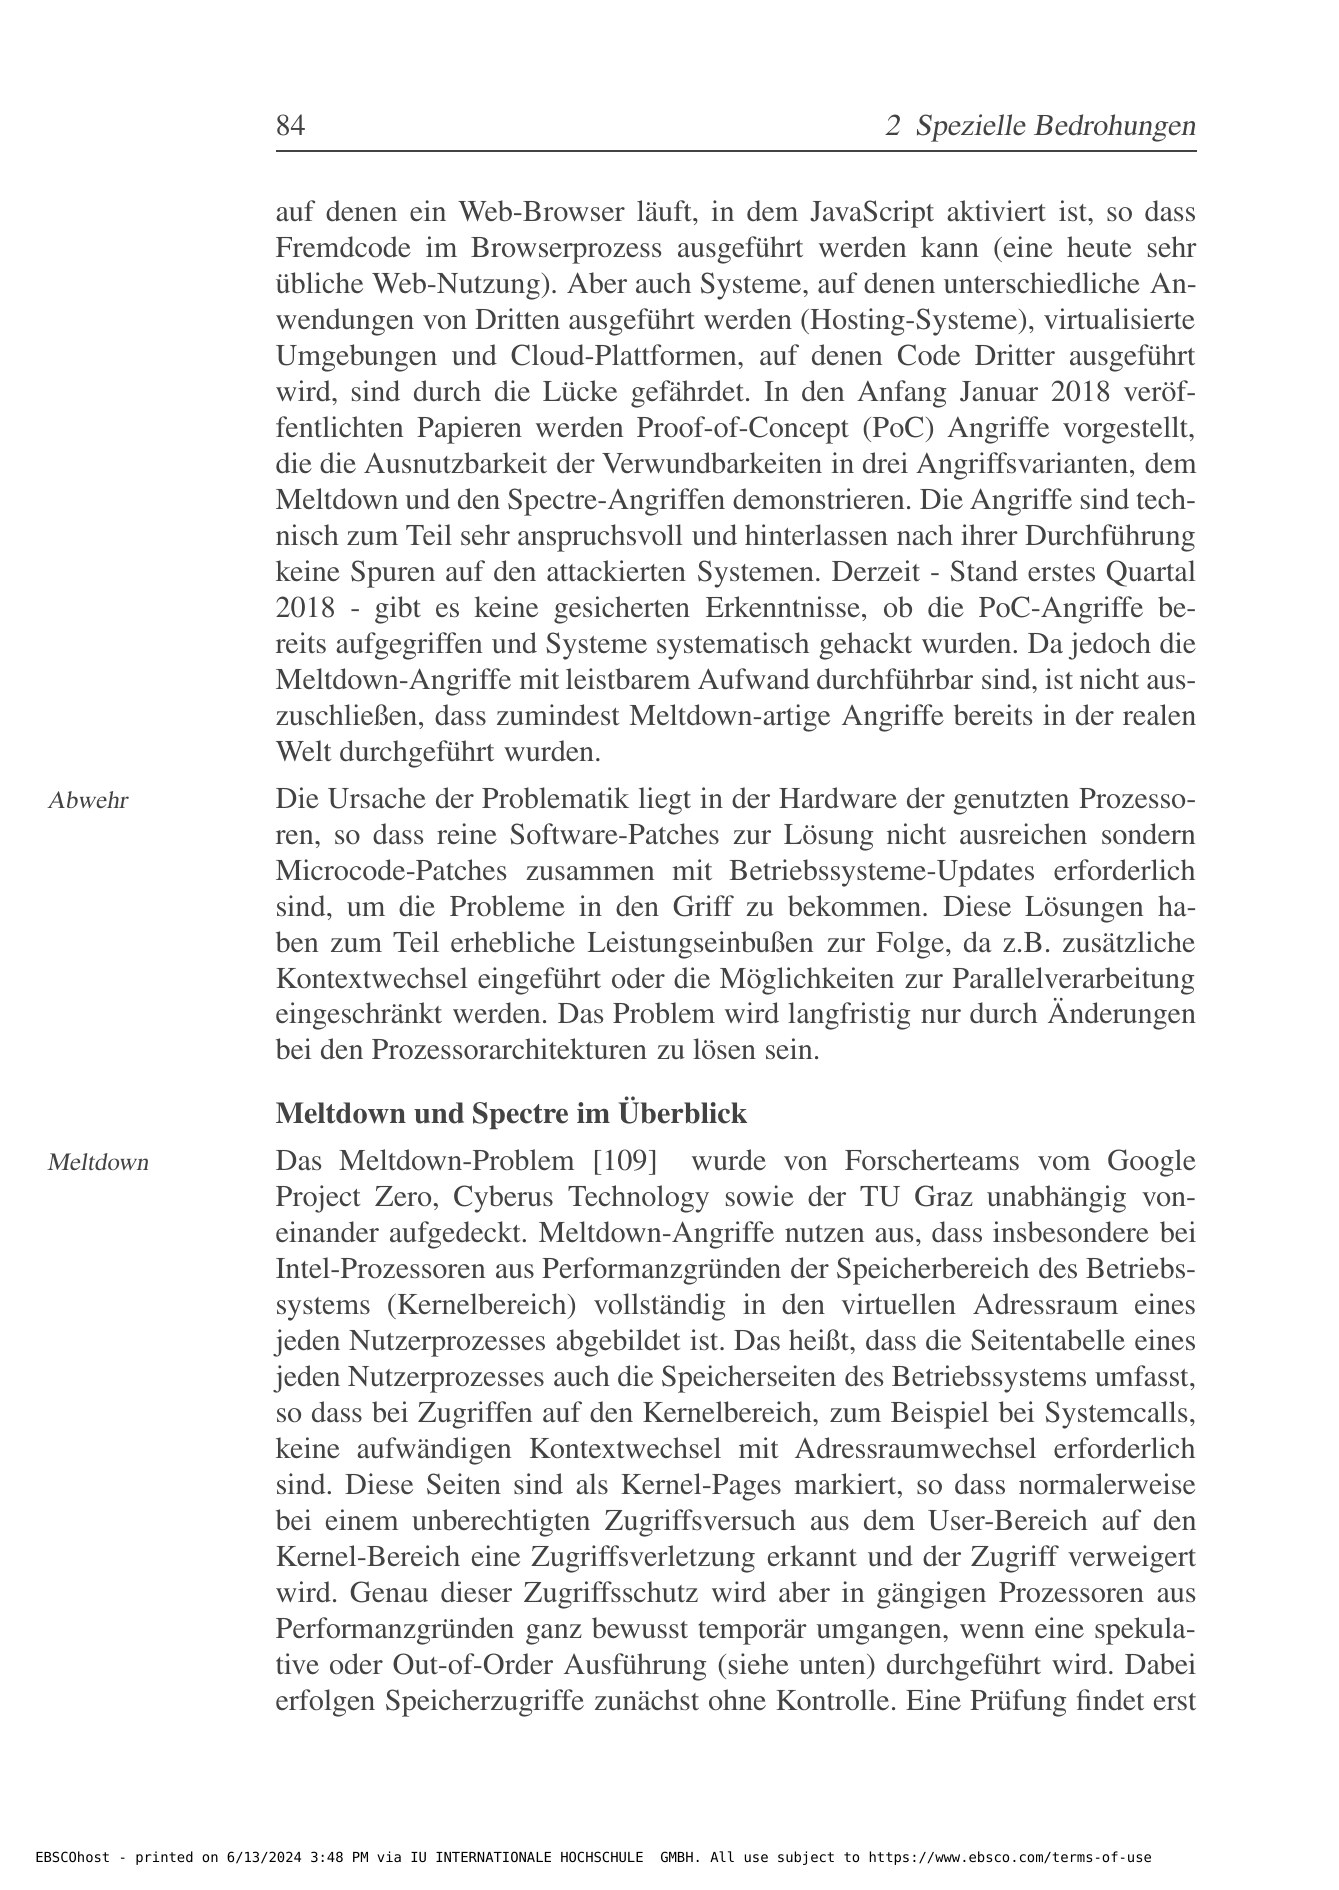 84
2 Spezielle Bedrohungen
auf denen ein Web-Browser läuft, in dem JavaScript aktiviert ist, so dass
Fremdcode im Browserprozess ausgeführt werden kann (eine heute sehr
übliche Web-Nutzung). Aber auch Systeme, auf denen unterschiedliche An-
wendungen von Dritten ausgeführt werden (Hosting-Systeme), virtualisierte
Umgebungen und Cloud-Plattformen, auf denen Code Dritter ausgeführt
wird, sind durch die Lücke gefährdet. In den Anfang Januar 2018 veröf-
fentlichten Papieren werden Proof-of-Concept (PoC) Angriffe vorgestellt,
die die Ausnutzbarkeit der Verwundbarkeiten in drei Angriffsvarianten, dem
Meltdown und den Spectre-Angriffen demonstrieren. Die Angriffe sind tech-
nisch zum Teil sehr anspruchsvoll und hinterlassen nach ihrer Durchführung
keine Spuren auf den attackierten Systemen. Derzeit - Stand erstes Quartal
2018 - gibt es keine gesicherten Erkenntnisse, ob die PoC-Angriffe be-
reits aufgegriffen und Systeme systematisch gehackt wurden. Da jedoch die
Meltdown-Angriffe mit leistbarem Aufwand durchführbar sind, ist nicht aus-
zuschließen, dass zumindest Meltdown-artige Angriffe bereits in der realen
Welt durchgeführt wurden.
Abwehr
Die Ursache der Problematik liegt in der Hardware der genutzten Prozesso-
ren, so dass reine Software-Patches zur Lösung nicht ausreichen sondern
Microcode-Patches zusammen mit Betriebssysteme-Updates erforderlich
sind, um die Probleme in den Griff zu bekommen. Diese Lösungen ha-
ben zum Teil erhebliche Leistungseinbußen zur Folge, da z.B. zusätzliche
Kontextwechsel eingeführt oder die Möglichkeiten zur Parallelverarbeitung
eingeschränkt werden. Das Problem wird langfristig nur durch Änderungen
bei den Prozessorarchitekturen zu lösen sein.
Meltdown und Spectre im Überblick
Meltdown
Das Meltdown-Problem [109] wurde von Forscherteams vom Google
Project Zero, Cyberus Technology sowie der TU Graz unabhängig von-
einander aufgedeckt. Meltdown-Angriffe nutzen aus, dass insbesondere bei
Intel-Prozessoren aus Performanzgründen der Speicherbereich des Betriebs-
systems (Kernelbereich) vollständig in den virtuellen Adressraum eines
jeden Nutzerprozesses abgebildet ist. Das heißt, dass die Seitentabelle eines
jeden Nutzerprozesses auch die Speicherseiten des Betriebssystems umfasst,
so dass bei Zugriffen auf den Kernelbereich, zum Beispiel bei Systemcalls,
keine aufwändigen Kontextwechsel mit Adressraumwechsel erforderlich
sind. Diese Seiten sind als Kernel-Pages markiert, so dass normalerweise
bei einem unberechtigten Zugriffsversuch aus dem User-Bereich auf den
Kernel-Bereich eine Zugriffsverletzung erkannt und der Zugriff verweigert
wird. Genau dieser Zugriffsschutz wird aber in gängigen Prozessoren aus
Performanzgründen ganz bewusst temporär umgangen, wenn eine spekula-
tive oder Out-of-Order Ausführung (siehe unten) durchgeführt wird. Dabei
erfolgen Speicherzugriffe zunächst ohne Kontrolle. Eine Prüfung findet erst
EBSCOhost - printed on 6/13/2024 3:48 PM via IU INTERNATIONALE HOCHSCHULE GMBH. All use subject to https://www.ebsco.com/terms-of-use